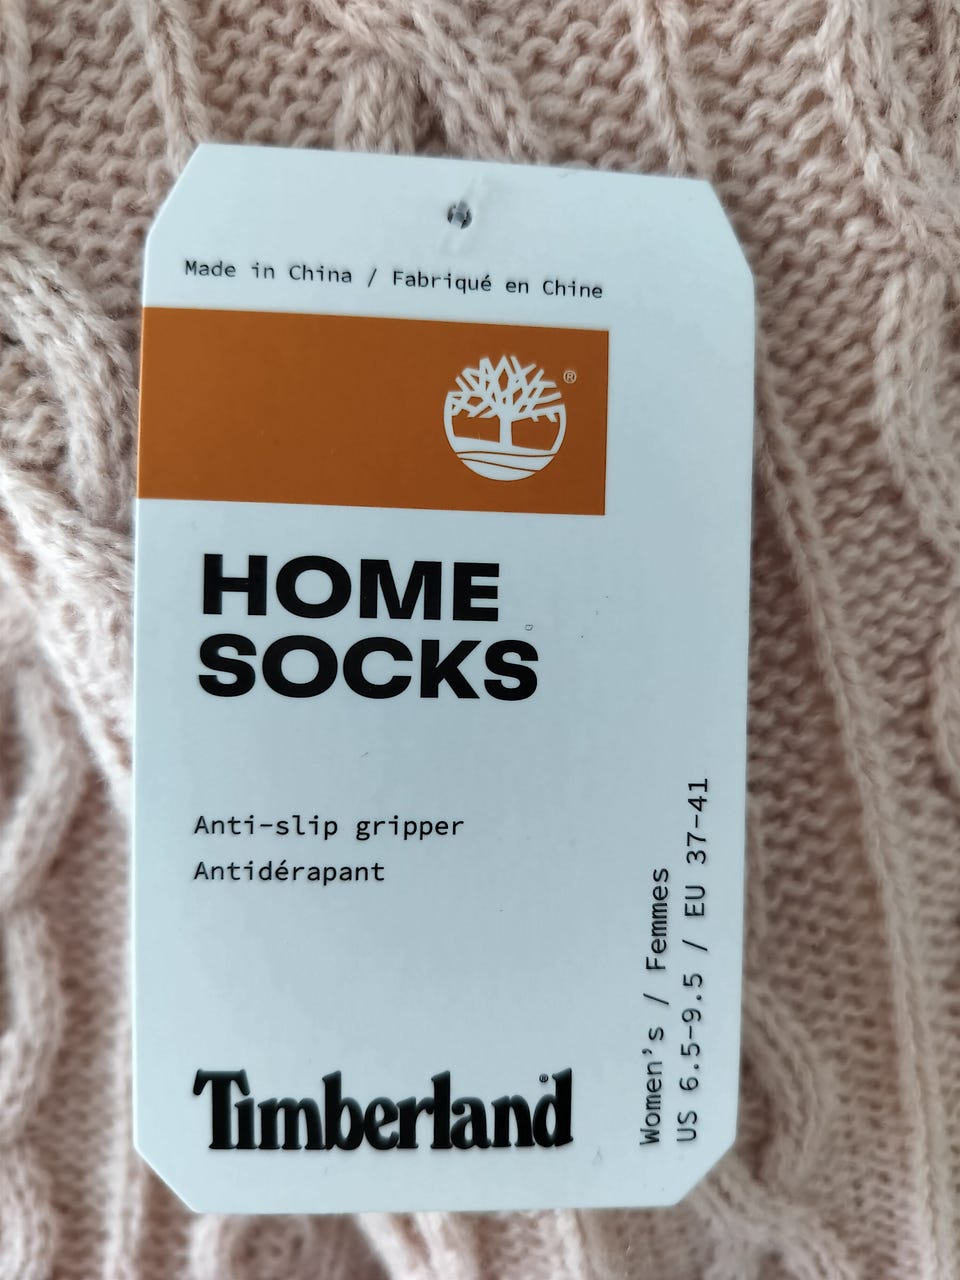 Made in China / Fabriqué en Chine
®
HOME
SOCKS
Anti-slip gripper
Antidérapant
Women's / Femmes
US 6.5-9.5 / EU 37-41
Timberland®